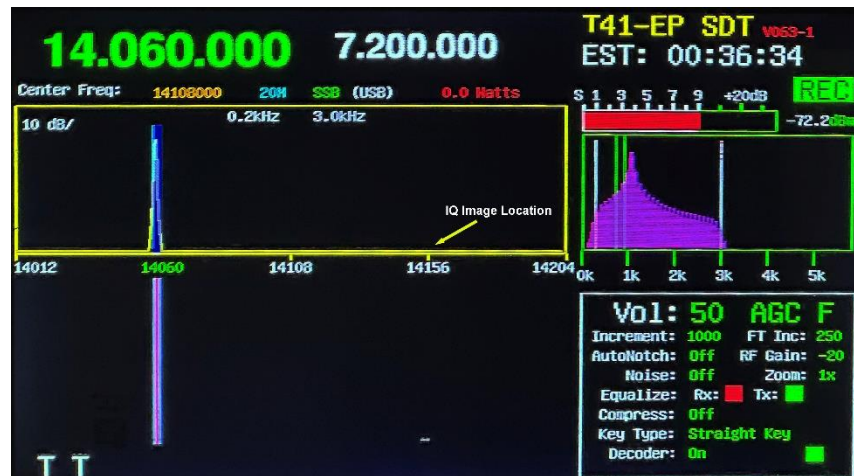 14.060.000 7.200.000
T41-EP SDT V063-1
EST: 00:36:34
Center Freq: 14108000 20M SSB (USB) 0.0 Watts
S 1 3 5 7 9 +20dB REC
-72.2dBm
10 dB/ 0.2kHz 3.0kHz
IQ Image Location
14012 14060 14108 14156 14204
0k 1k 2k 3k 4k 5k
Vol: 50 AGC F
Increment: 1000 FT Inc: 250
AutoNotch: Off RF Gain: -20
Noise: Off Zoom: 1x
Equalize: Rx: Tx:
Compress: Off
Key Type: Straight Key
Decoder: On
T T